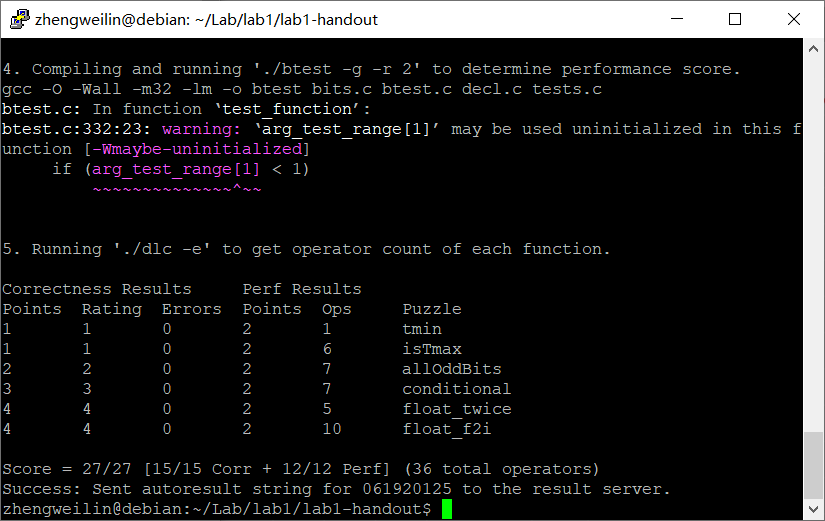 zhengweilin@debian: ~/Lab/lab1/lab1-handout
4. Compiling and running './btest -g -r 2' to determine performance score.
gcc -O -Wall -m32 -lm -o btest bits.c btest.c decl.c tests.c
btest.c: In function ‘test_function’:
btest.c:332:23: warning: ‘arg_test_range[1]’ may be used uninitialized in this f
unction [-Wmaybe-uninitialized]
     if (arg_test_range[1] < 1)
         ~~~~~~~~~~~~~~^~~
5. Running './dlc -e' to get operator count of each function.
Correctness Results     Perf Results
Points  Rating  Errors  Points  Ops     Puzzle
1       1       0       2       1       tmin
1       1       0       2       6       isTmax
2       2       0       2       7       allOddBits
3       3       0       2       7       conditional
4       4       0       2       5       float_twice
4       4       0       2       10      float_f2i
Score = 27/27 [15/15 Corr + 12/12 Perf] (36 total operators)
Success: Sent autoresult string for 061920125 to the result server.
zhengweilin@debian:~/Lab/lab1/lab1-handout$